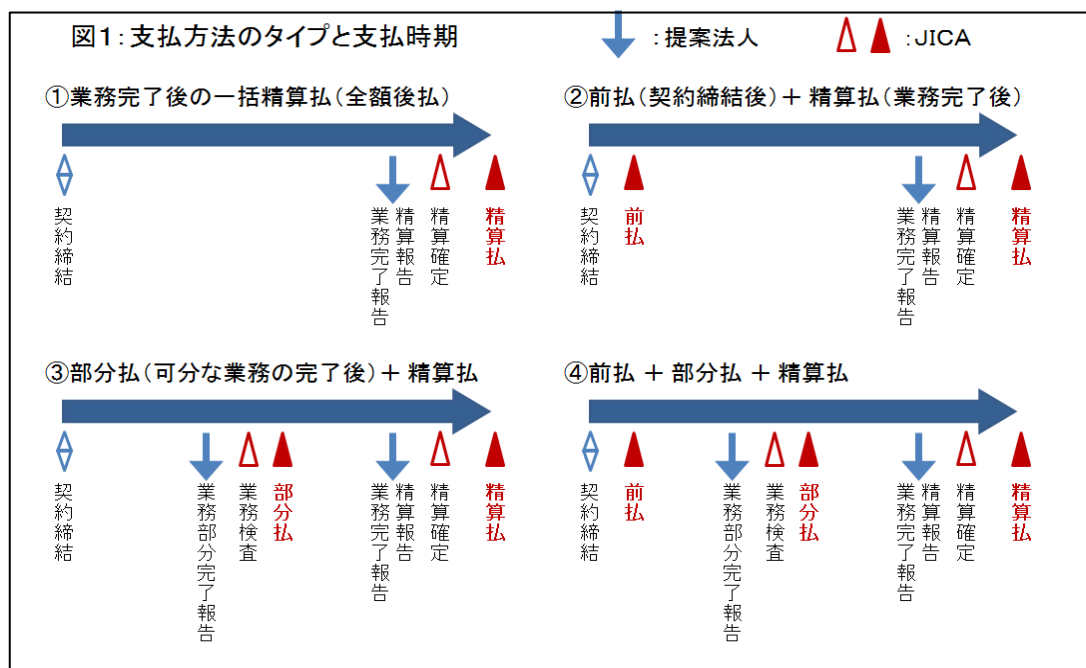 図1:支払方法のタイプと支払時期
:提案法人
:JICA
①業務完了後の一括精算払(全額後払)
契約締結
業務完了報告
精算報告
精算確定
精算払
②前払(契約締結後)+ 精算払(業務完了後)
契約締結
前払
業務完了報告
精算報告
精算確定
精算払
③部分払(可分な業務の完了後)+ 精算払
契約締結
業務部分完了報告
業務検査
部分払
業務完了報告
精算報告
精算確定
精算払
④前払 + 部分払 + 精算払
契約締結
前払
業務部分完了報告
業務検査
部分払
業務完了報告
精算報告
精算確定
精算払